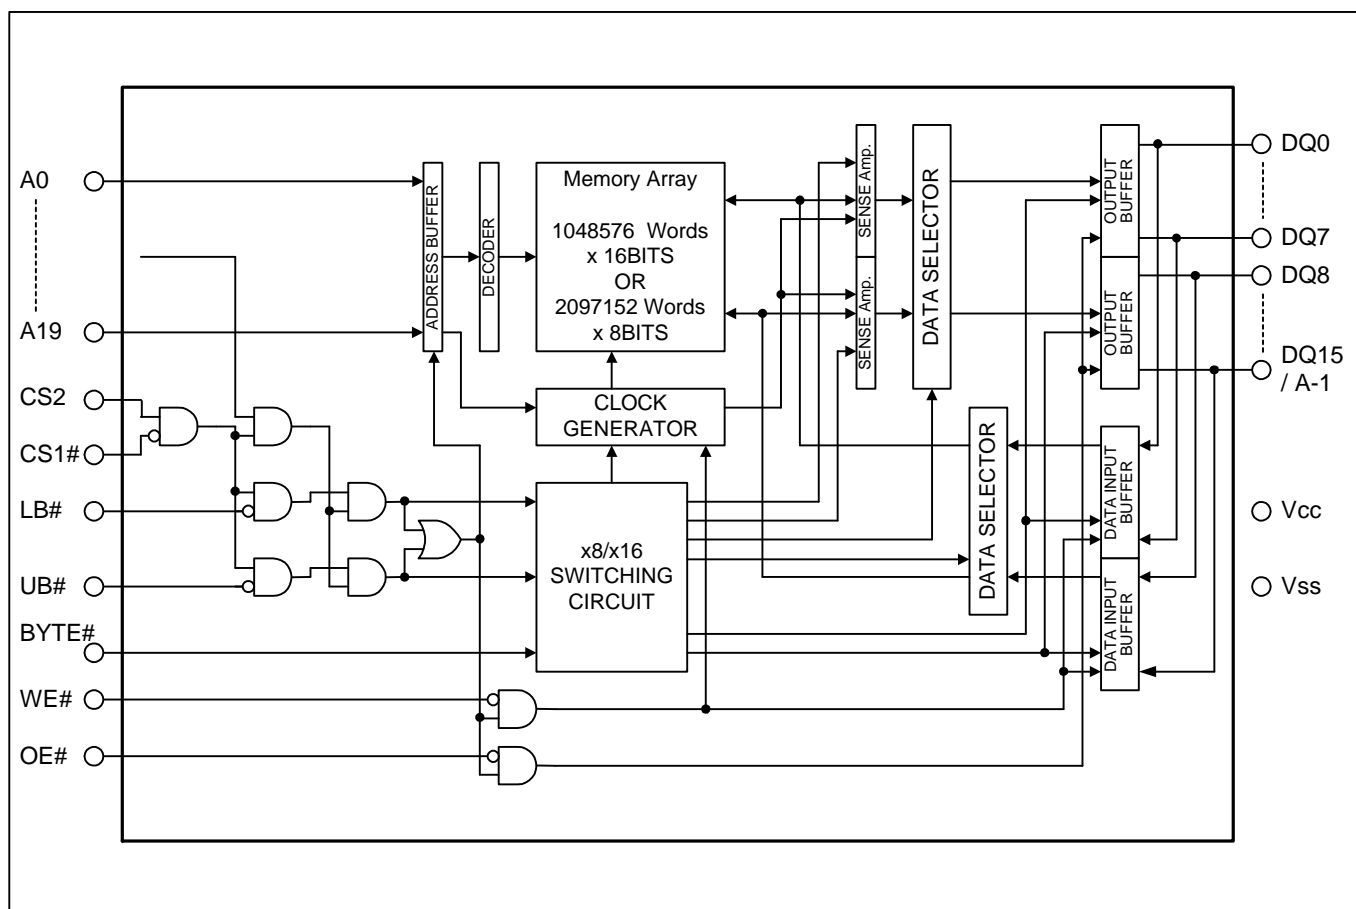 A0
A19
CS2
CS1#
LB#
UB#
BYTE#
WE#
OE#
ADDRESS BUFFER
DECODER
Memory Array
1048576 Words
x 16BITS
OR
2097152 Words
x 8BITS
CLOCK
GENERATOR
x8/x16
SWITCHING
CIRCUIT
SENSE Amp.
SENSE Amp.
DATA SELECTOR
DATA SELECTOR
OUTPUT
BUFFER
OUTPUT
BUFFER
DATA INPUT
BUFFER
DATA INPUT
BUFFER
DQ0
DQ7
DQ8
DQ15
/ A-1
Vcc
Vss